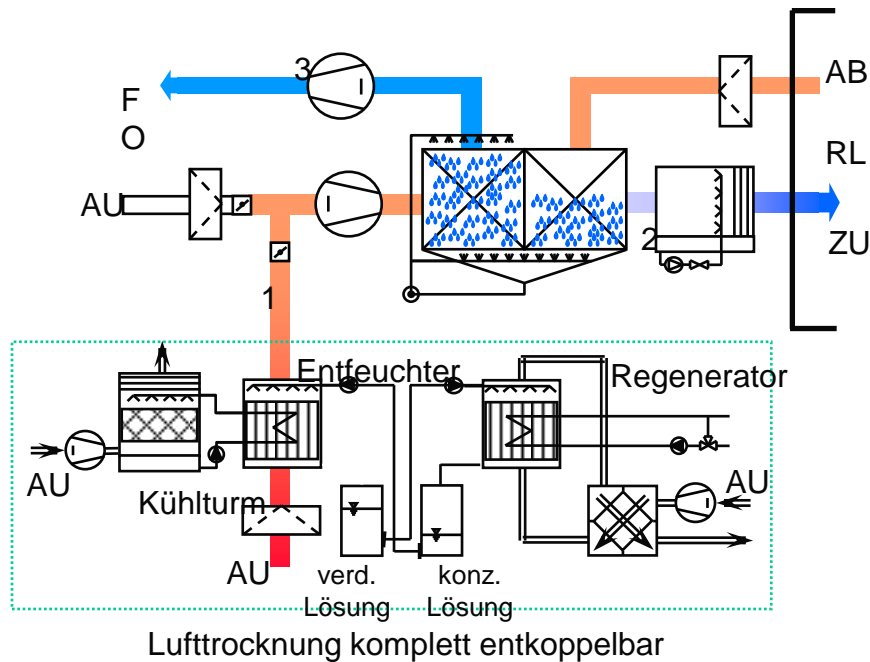 3
AB
F
O
RL
AU
ZU
2
1
Entfeuchter
Regenerator
AU
Kühlturm
AU
AU
verd.
Lösung
konz.
Lösung
Lufttrocknung komplett entkoppelbar